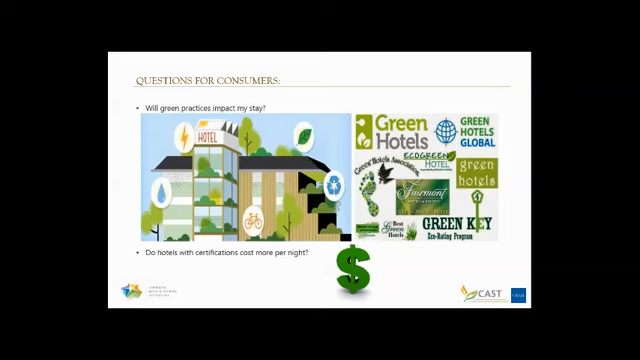 QUESTIONS FOR CONSUMERS:
• Will green practices impact my stay?
HOTEL
Green
Hotels
GREEN
HOTELS
GLOBAL
ECOGREEN
HOTEL
Green Hotels Association
green
hotels
Fairmont
Best
Green
Hotels
GREEN KEY
Eco-Rating Program
• Do hotels with certifications cost more per night?
$
CAST